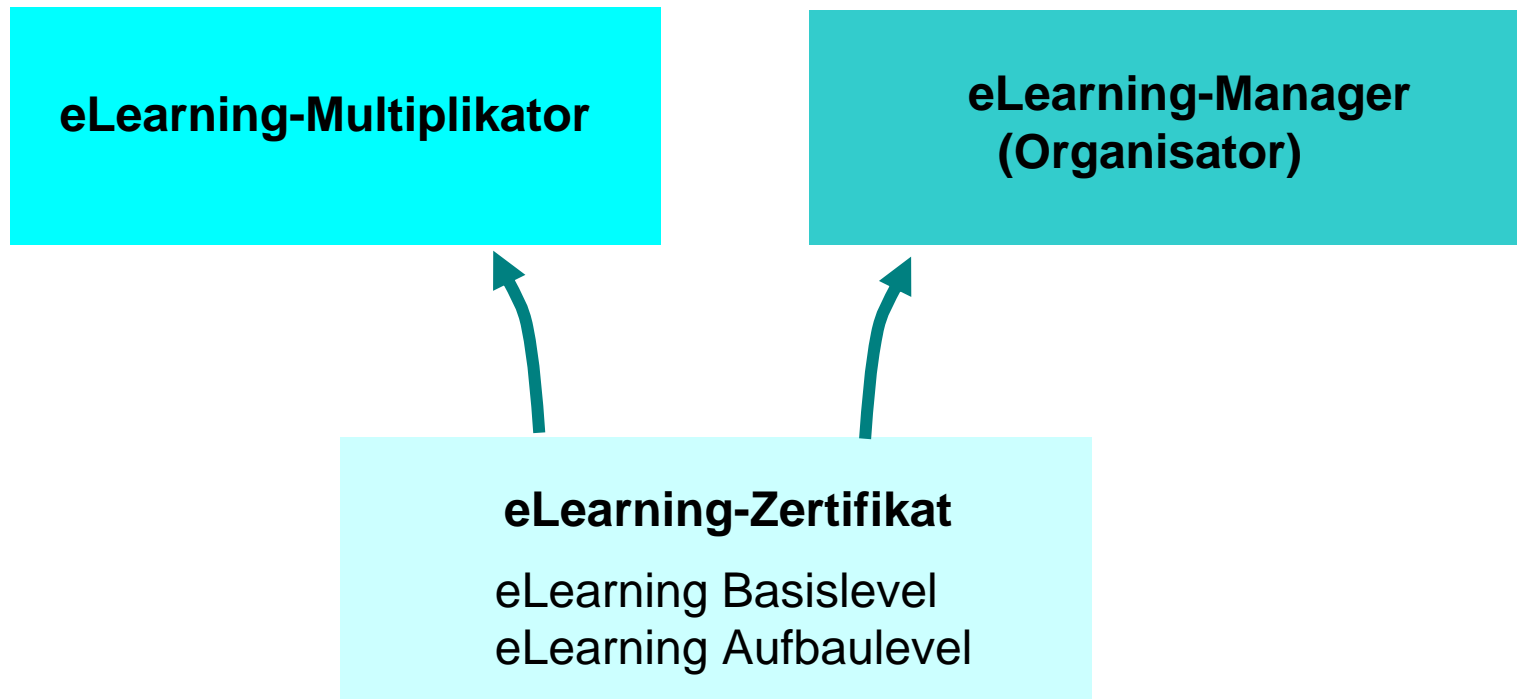 eLearning-Multiplikator
eLearning-Manager
(Organisator)
eLearning-Zertifikat
eLearning Basislevel
eLearning Aufbaulevel